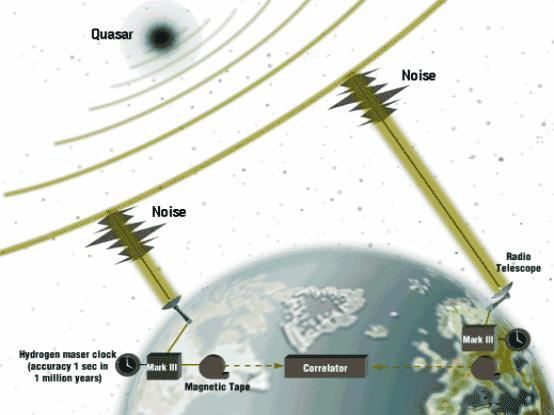 Quasar
Noise
Noise
Radio
Telescope
Hydrogen maser clock
(accuracy 1 sec in
1 million years)
Mark III
Magnetic Tape
Correlator
Mark III